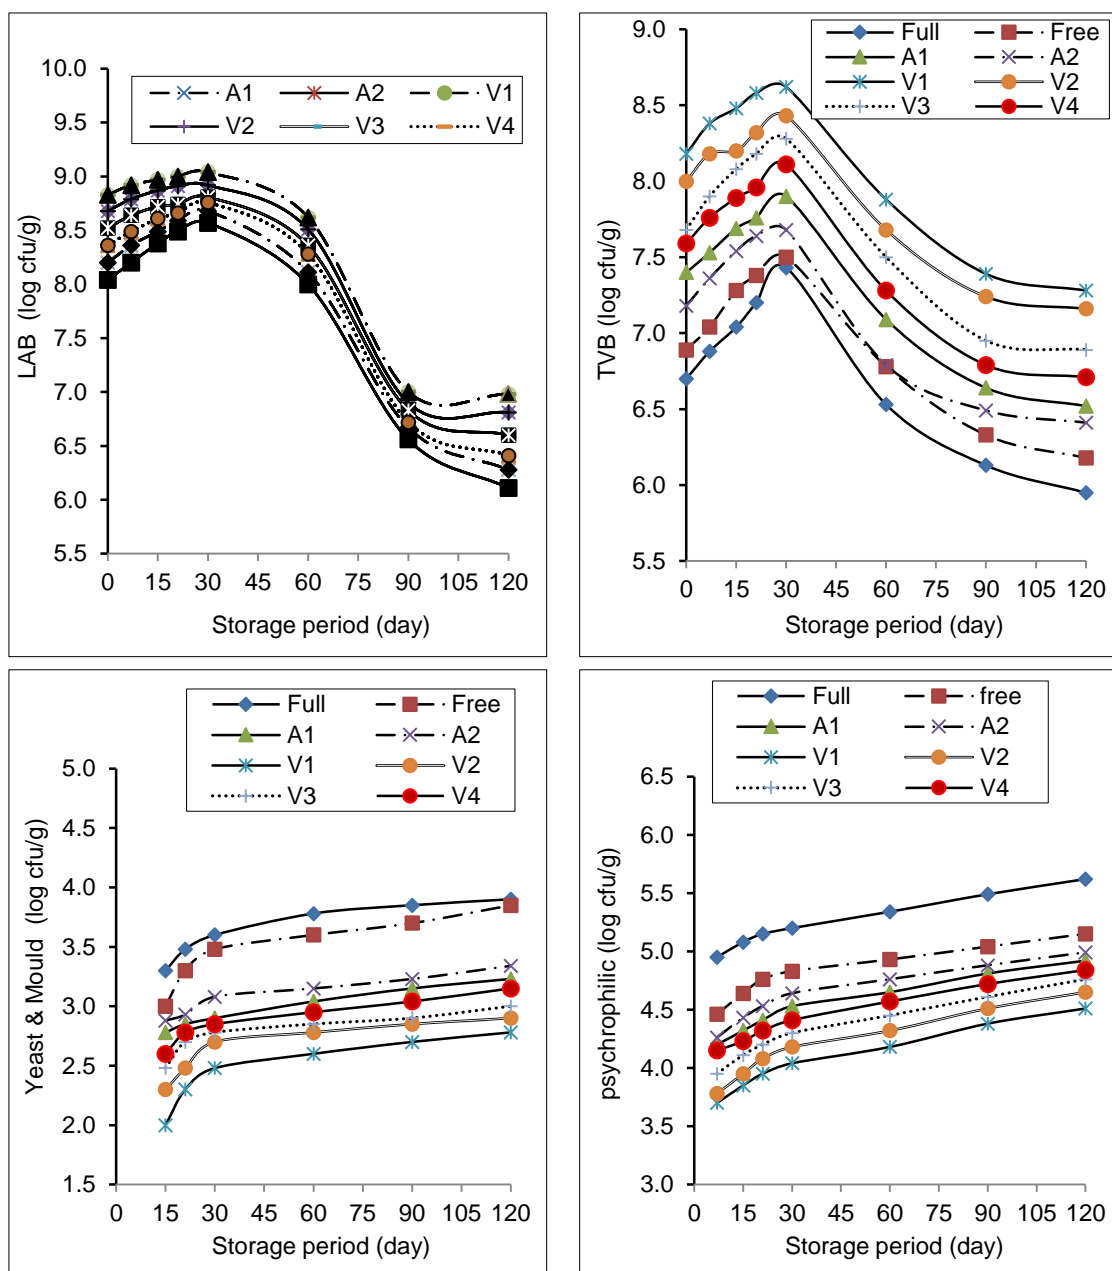 A1 A2 V1
V2 V3 V4
10.0
9.5
9.0
8.5
8.0
7.5
7.0
6.5
6.0
5.5
LAB (log cfu/g)
0 15 30 45 60 75 90 105 120
Storage period (day)
Full Free
A1 A2
V1 V2
V3 V4
9.0
8.5
8.0
7.5
7.0
6.5
6.0
5.5
TVB (log cfu/g)
0 15 30 45 60 75 90 105 120
Storage period (day)
Full Free
A1 A2
V1 V2
V3 V4
5.0
4.5
4.0
3.5
3.0
2.5
2.0
1.5
Yeast & Mould (log cfu/g)
0 15 30 45 60 75 90 105 120
Storage period (day)
Full free
A1 A2
V1 V2
V3 V4
6.5
6.0
5.5
5.0
4.5
4.0
3.5
3.0
psychrophilic (log cfu/g)
0 15 30 45 60 75 90 105 120
Storage period (day)